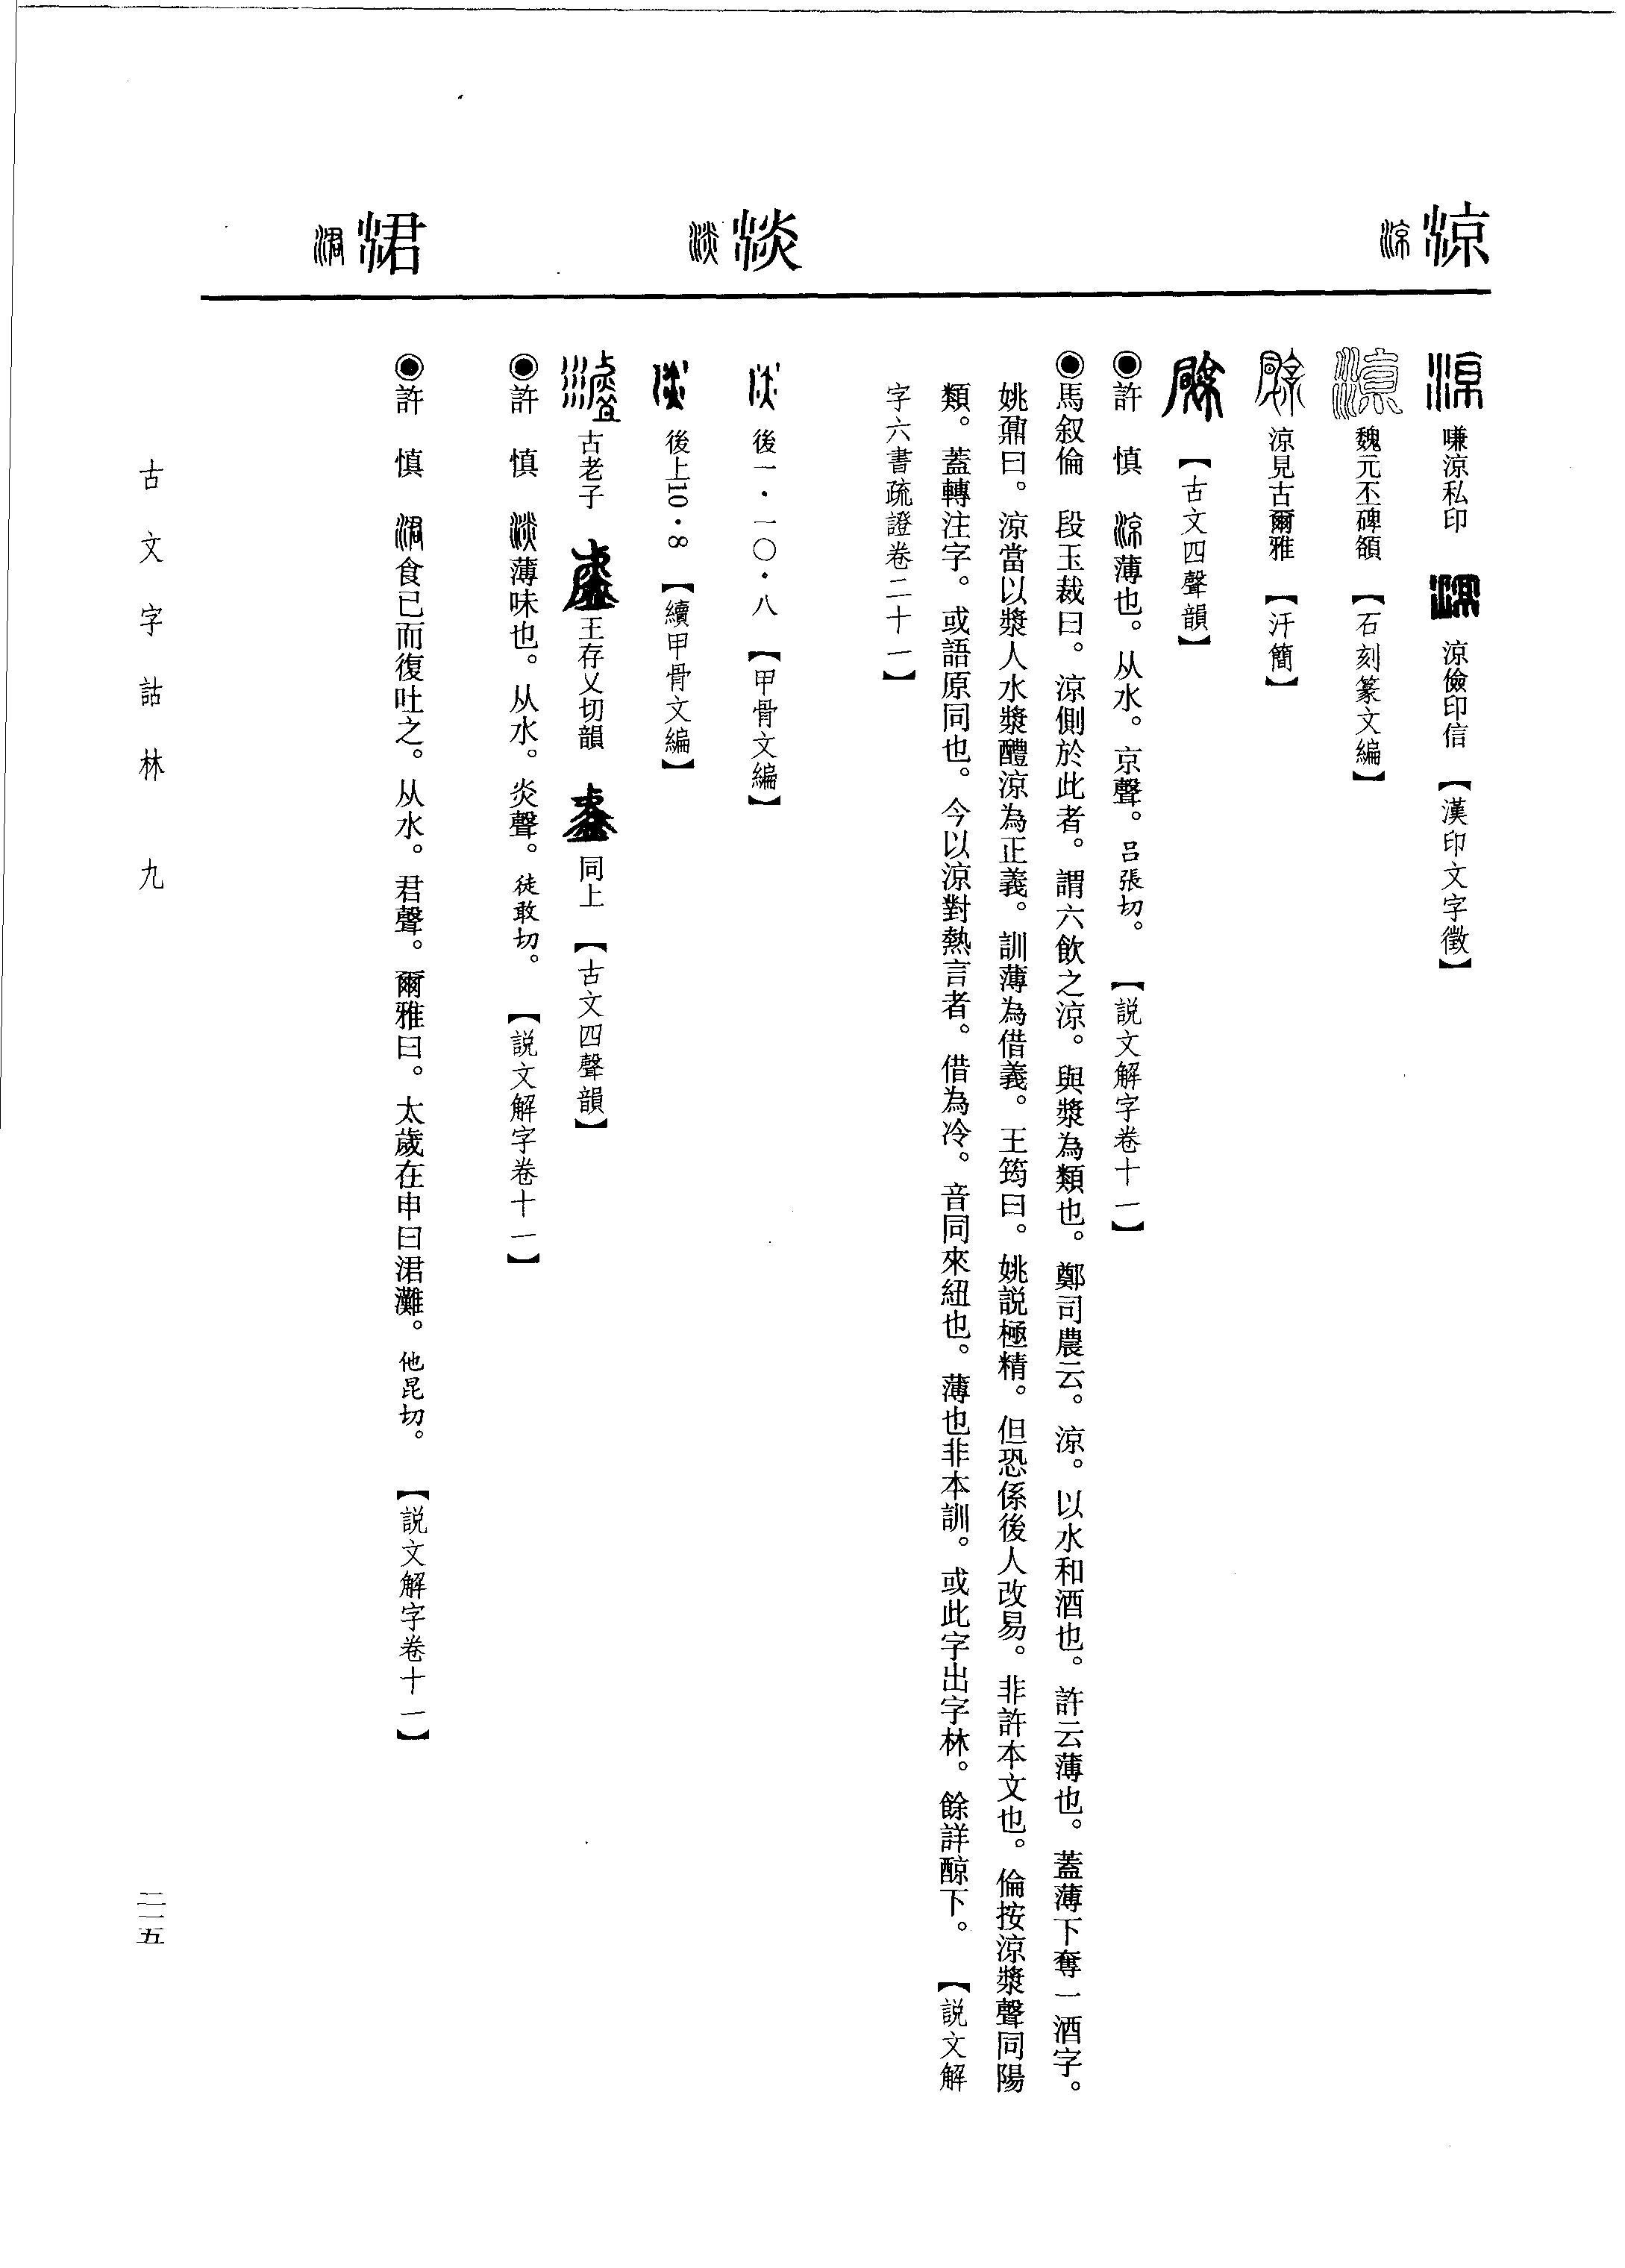 涼
嗛涼私印 涼儉印信 【漢印文字徵】
魏元丕碑額 【石刻篆文編】
涼見古爾雅 【汗簡】
【古文四聲韻】
◉許 慎 涼薄也。从水。京聲。呂張切。 【説文解字卷十一】
◉馬叙倫 段玉裁曰。涼側於此者。謂六飲之涼。與漿為類也。鄭司農云。涼。以水和酒也。許云薄也。蓋薄下奪一酒字。
姚鼐曰。涼當以漿人水漿醴涼為正義。訓薄為借義。王筠曰。姚説極精。但恐係後人改易。非許本文也。倫按涼漿聲同陽
類。蓋轉注字。或語原同也。今以涼對熱言者。借為冷。音同來紐也。薄也非本訓。或此字出字林。餘詳醇下。 【説文解
字六書疏證卷二十一】
淡
後一・一〇・八 【甲骨文編】
後上10・8 【續甲骨文編】
古老子 王存乂切韻 同上 【古文四聲韻】
◉許 慎 淡薄味也。从水。炎聲。徒敢切。 【説文解字卷十一】
涒
◉許 慎 涒食已而復吐之。从水。君聲。爾雅曰。太歲在申曰涒灘。他昆切。 【説文解字卷十一】
古文字詁林 九
二一五